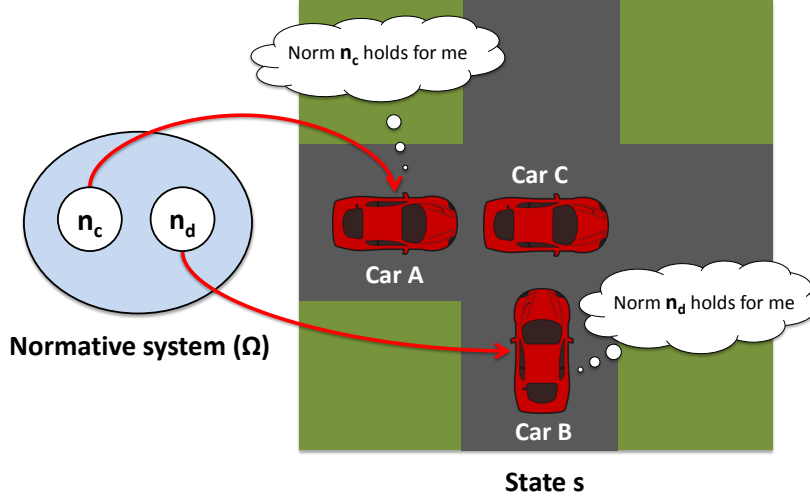 Norm n_c holds for me
n_c
n_d
Car C
Car A
Norm n_d holds for me
Normative system (Ω)
Car B
State s